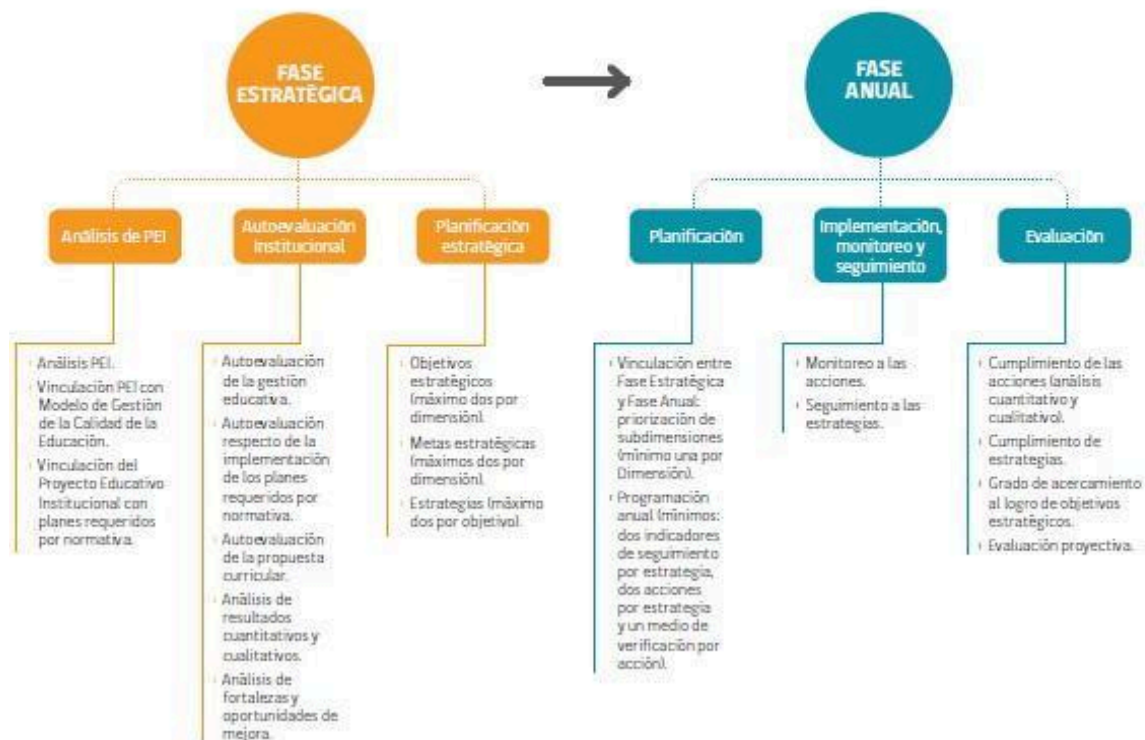 FASE
ESTRATÉGICA
FASE
ANUAL
Análisis de PEI
Autoevaluación
Institucional
Planificación
estratégica
Planificación
Implementación,
monitoreo y
seguimiento
Evaluación
Análisis PEI.
Vinculación PEI con
Modelo de Gestión
de la Calidad de la
Educación.
Vinculación del
Proyecto Educativo
Institucional con
planes requeridos
por normativa.
Autoevaluación
de la gestión
educativa.
Autoevaluación
respecto de la
implementación
de los planes
requeridos por
normativa.
Autoevaluación
de la propuesta
curricular.
Análisis de
resultados
cuantitativos y
cualitativos.
Análisis de
fortalezas y
oportunidades de
mejora.
Objetivos
estratégicos
(máximo dos por
dimensión).
Metas estratégicas
(máximos dos por
dimensión).
Estrategias (máximo
dos por objetivo).
Vinculación entre
Fase Estratégica
y Fase Anual:
priorización de
subdimensiones
(mínimo una por
Dimensión).
Programación
anual (mínimos:
dos indicadores
de seguimiento
por estrategia,
dos acciones
por estrategia
y un medio de
verificación por
acción).
Monitoreo a las
acciones.
Seguimiento a las
estrategias.
Cumplimiento de las
acciones (análisis
cuantitativo y
cualitativo).
Cumplimiento de
estrategias.
Grado de acercamiento
al logro de objetivos
estratégicos.
Evaluación proyectiva.